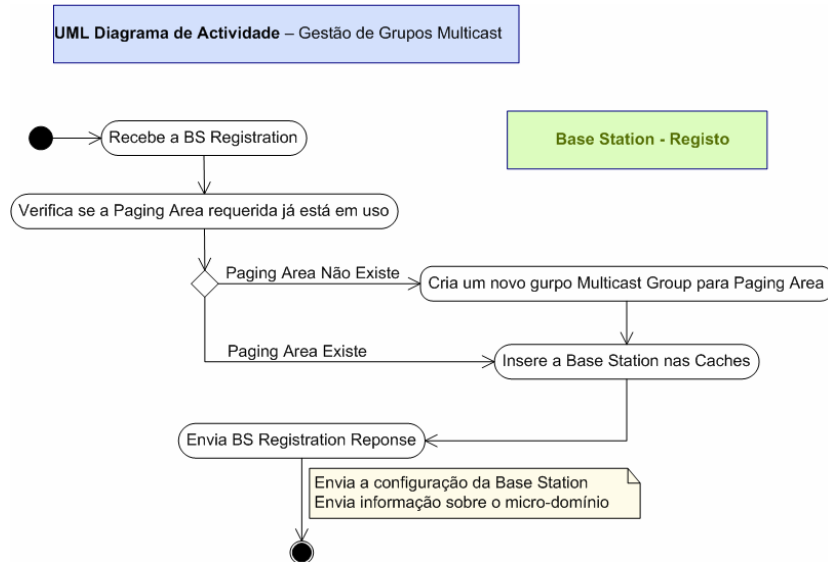 UML Diagrama de Actividade – Gestão de Grupos Multicast
Recebe a BS Registration
Base Station - Registo
Verifica se a Paging Area requerida já está em uso
Paging Area Não Existe
Cria um novo gurpo Multicast Group para Paging Area
Paging Area Existe
Insere a Base Station nas Caches
Envia BS Registration Reponse
Envia a configuração da Base Station
Envia informação sobre o micro-domínio